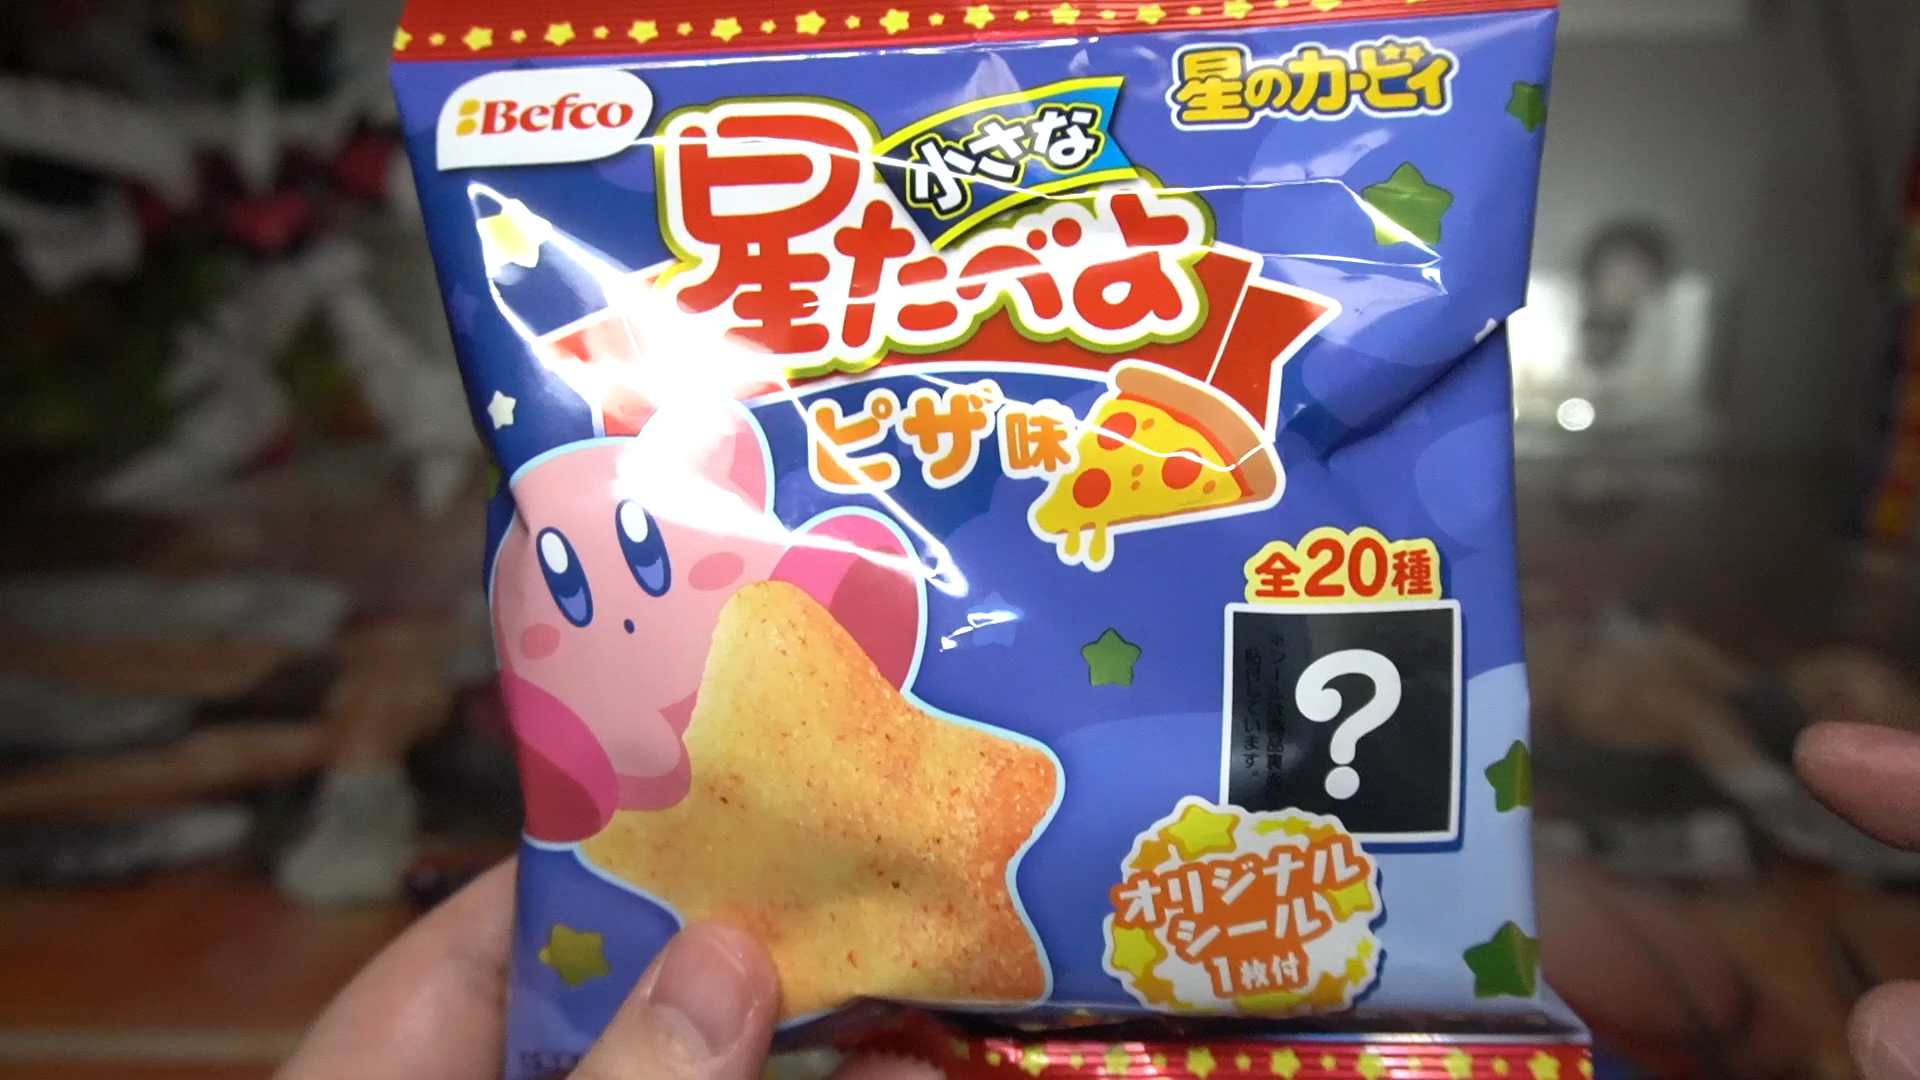 Befco
星のカービィ
小さな
星たべよ
ピザ味
全20種
?
オリジナル
シール
1枚付